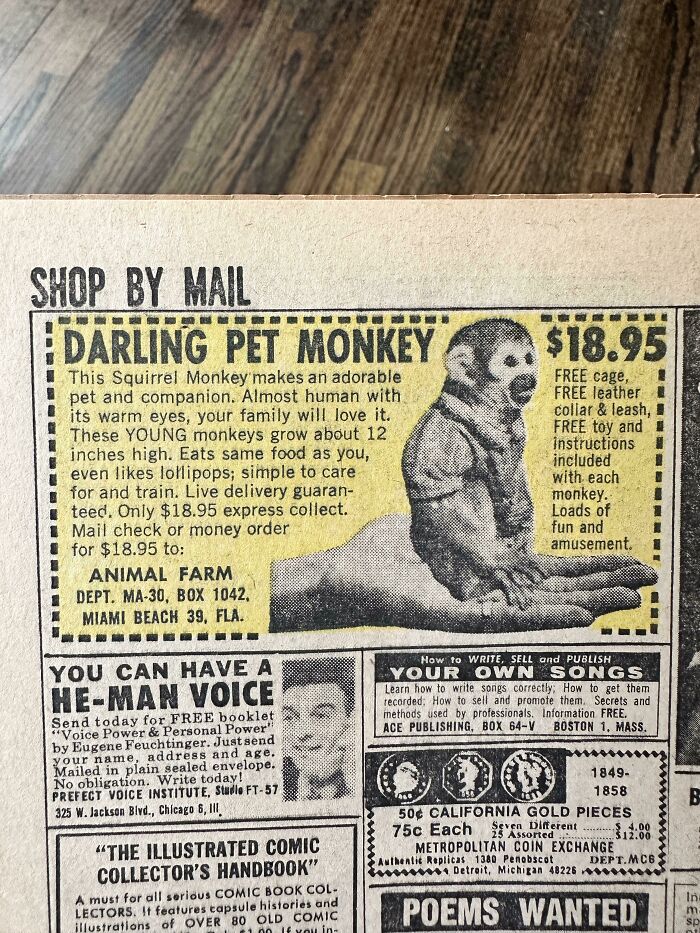 SHOP BY MAIL
DARLING PET MONKEY
$18.95
This Squirrel Monkey makes an adorable
pet and companion. Almost human with
its warm eyes, your family will love it.
These YOUNG monkeys grow about 12
inches high. Eats same food as you,
even likes lollipops; simple to care
for and train. Live delivery guaran-
teed. Only $18.95 express collect.
Mail check or money order
for $18.95 to:
ANIMAL FARM
DEPT. MA-30, BOX 1042,
MIAMI BEACH 39, FLA.
FREE cage,
FREE leather
collar & leash,
FREE toy and
instructions
included
with each
monkey.
Loads of
fun and
amusement.
YOU CAN HAVE A
HE-MAN VOICE
Send today for FREE booklet
"Voice Power & Personal Power"
by Eugene Feuchtinger. Just send
your name, address and age.
Mailed in plain sealed envelope.
No obligation. Write today!
PREFECT VOICE INSTITUTE, Studio FT-57
325 W. Jackson Blvd., Chicago 6, Ill.
How to WRITE, SELL and PUBLISH
YOUR OWN SONGS
Learn how to write songs correctly; How to get them
recorded; How to sell and promote them. Secrets and
methods used by professionals. Information FREE.
ACE PUBLISHING, BOX 64-V BOSTON 1, MASS.
1849-
1858
50¢ CALIFORNIA GOLD PIECES
75c Each
Seven Different ........$ 4.00
25 Assorted ..........$12.00
METROPOLITAN COIN EXCHANGE
Authentic Replicas 1380 Penobscot DEPT. MC6
Detroit, Michigan 48226
"THE ILLUSTRATED COMIC
COLLECTOR'S HANDBOOK"
A must for all serious COMIC BOOK COL-
LECTORS. It features capsule histories and
illustrations of OVER 80 OLD COMIC
POEMS WANTED